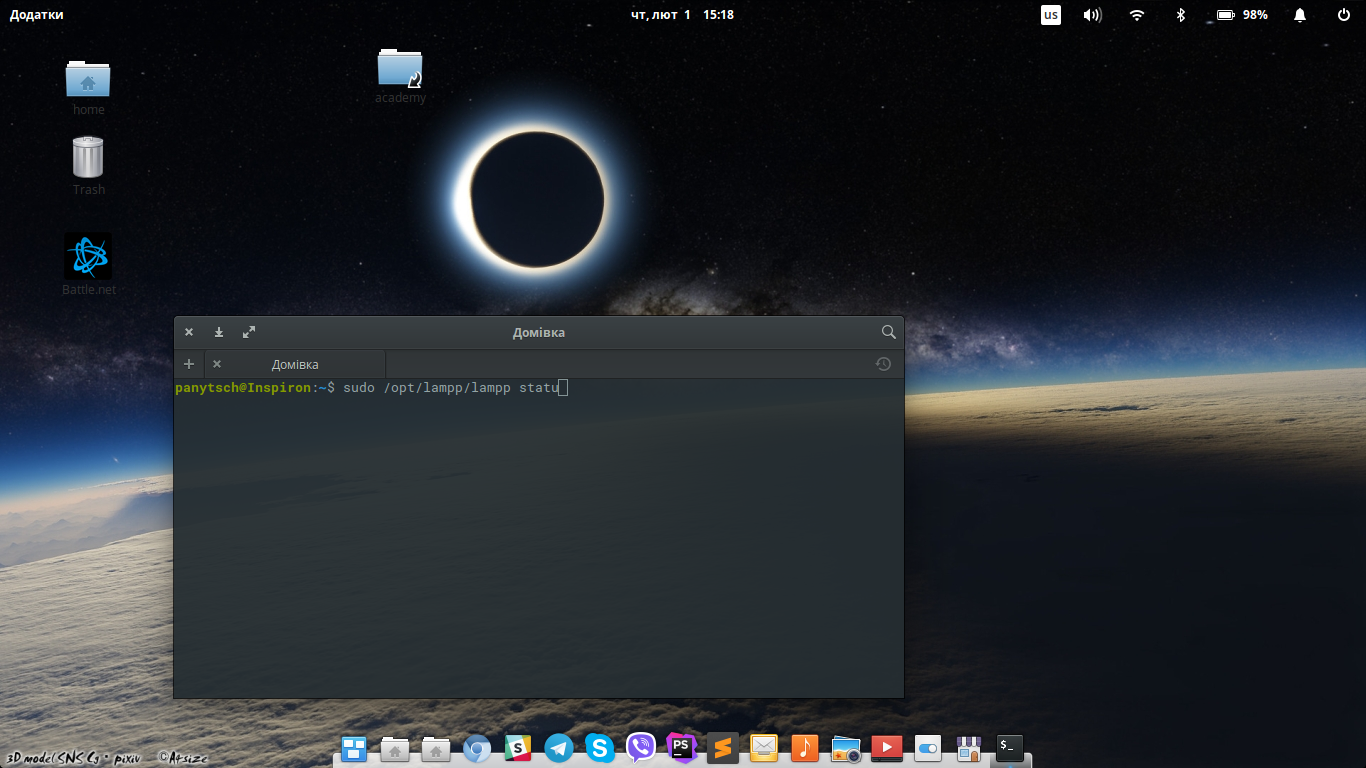 Додатки
чт, лют 1 15:18
us
98%
home
academy
Trash
Battle.net
Домівка
Домівка
panytsch@Inspiron:~$ sudo /opt/lampp/lampp statu
S
S
PS
$_
3D model SNS Cg * pixiv ©A4size